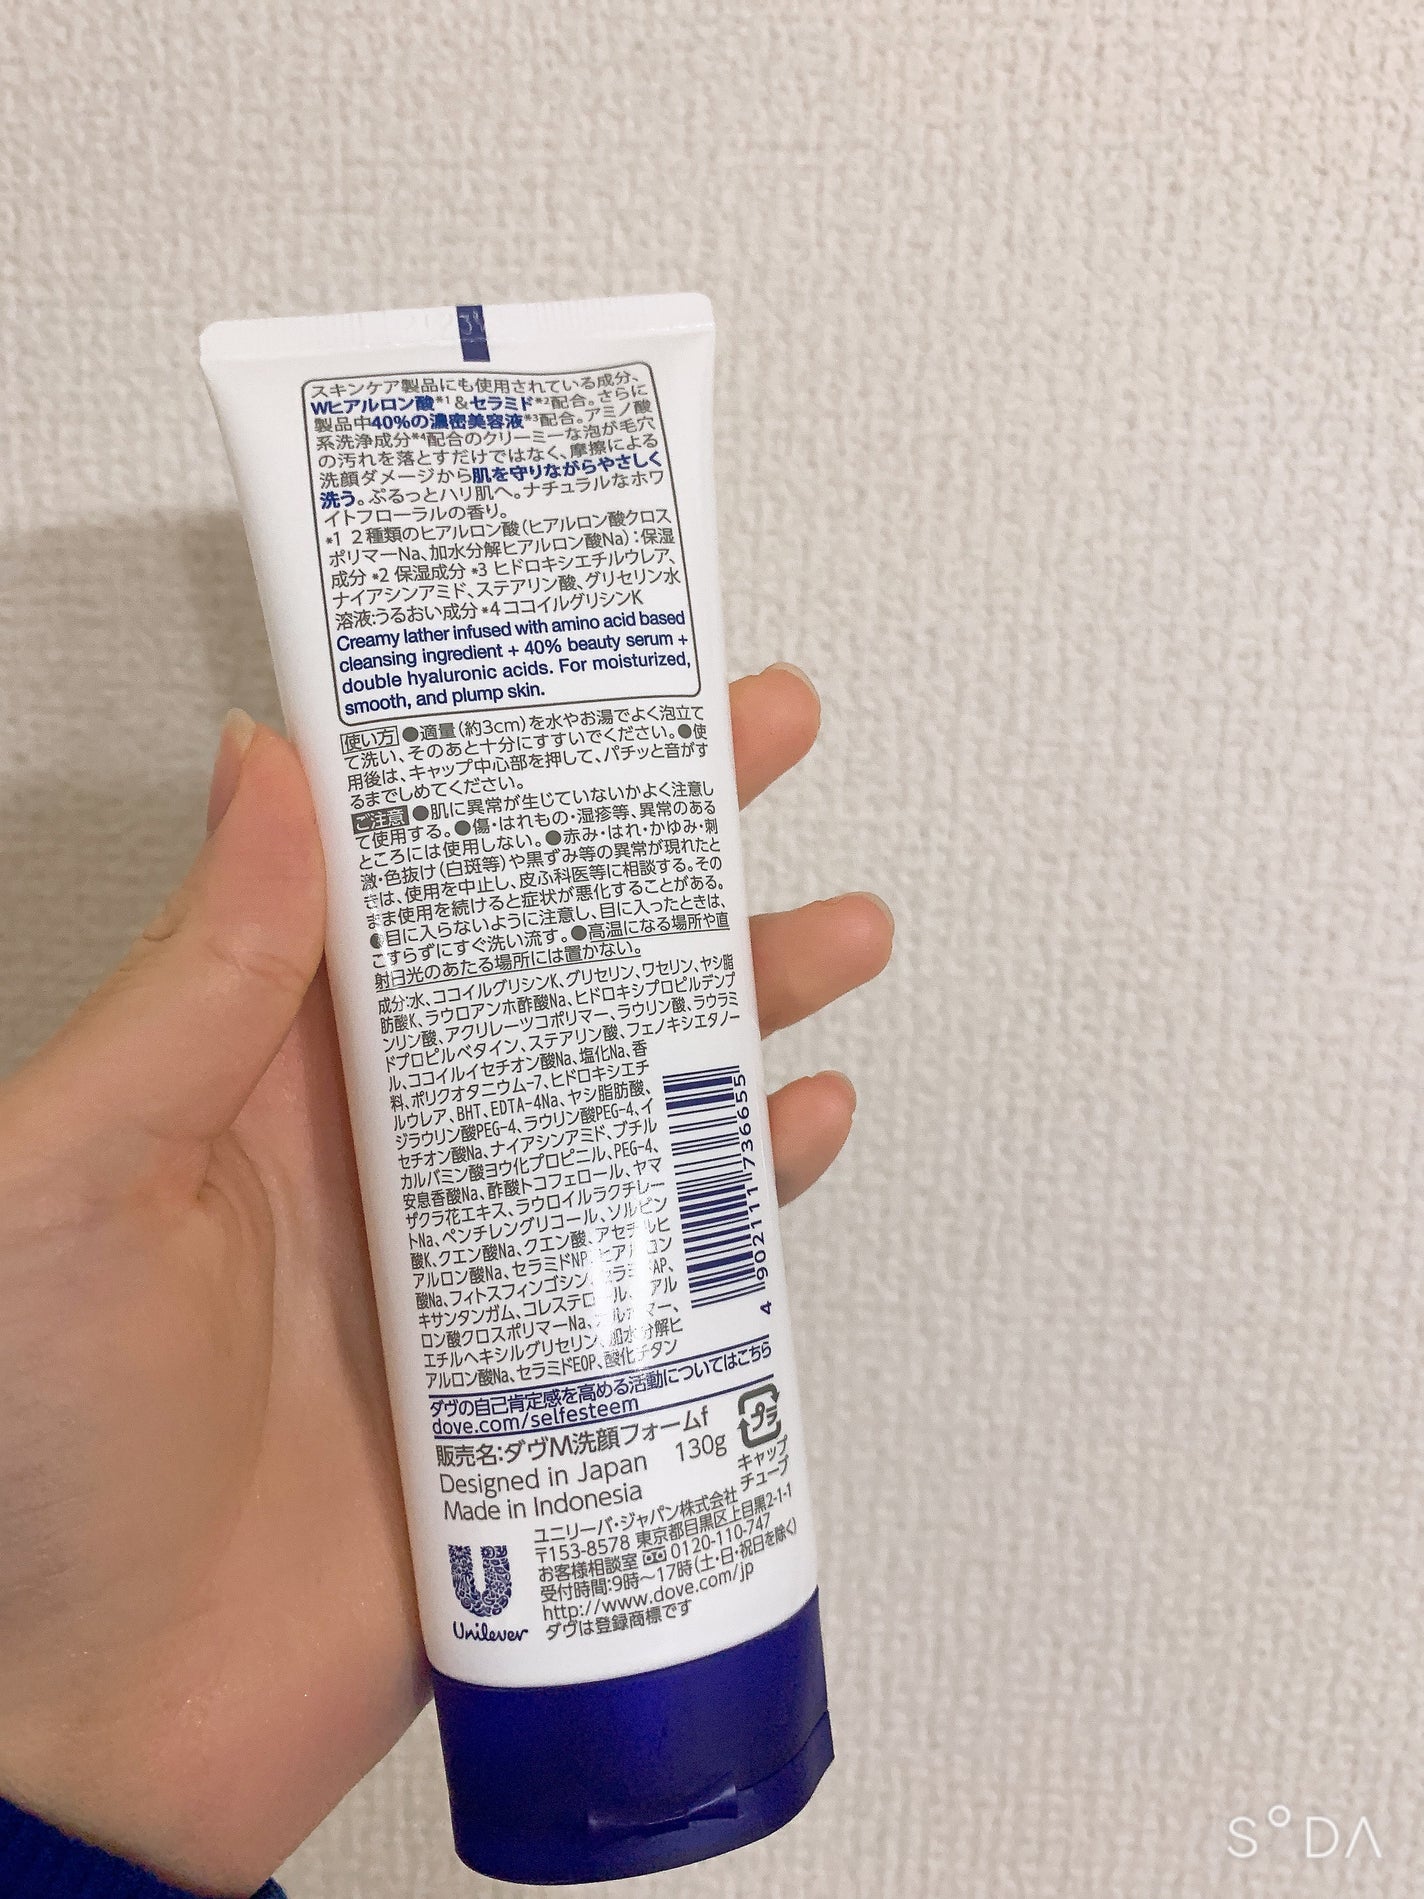 スキンケア製品にも使用されている成分、
Wヒアルロン酸*1&セラミド*2配合。さらに
製品中40%の濃密美容液*3配合。アミノ酸
系洗浄成分*4配合のクリーミーな泡が毛穴
の汚れを落とすだけではなく、摩擦による
洗顔ダメージから肌を守りながらやさしく
洗う。ぷるっとハリ肌へ。ナチュラルなホワ
イトフローラルの香り。
*1 2種類のヒアルロン酸(ヒアルロン酸クロス
ポリマーNa、加水分解ヒアルロン酸Na):保湿
成分 *2 保湿成分 *3 ヒドロキシエチルウレア、
ナイアシンアミド、ステアリン酸、グリセリン水
溶液:うるおい成分 *4 ココイルグリシンK
Creamy lather infused with amino acid based
cleansing ingredient + 40% beauty serum +
double hyaluronic acids. For moisturized,
smooth, and plump skin.
使い方 ●適量(約3cm)を水やお湯でよく泡立て
て洗い、そのあと十分にすすいでください。●使
用後は、キャップ中心部を押して、パチッと音がす
るまでしめてください。
ご注意 ●肌に異常が生じていないかよく注意し
て使用する。●傷・はれもの・湿疹等、異常のある
ところには使用しない。●赤み・はれ・かゆみ・刺
激・色抜け(白斑等)や黒ずみ等の異常が現れたと
きは、使用を中止し、皮ふ科医等に相談する。その
まま使用を続けると症状が悪化することがある。
●目に入らないように注意し、目に入ったときは、
こすらずにすぐ洗い流す。●高温になる場所や直
射日光のあたる場所には置かない。
成分:水、ココイルグリシンK、グリセリン、ワセリン、ヤシ脂
肪酸K、ラウロアンホ酢酸Na、ヒドロキシプロピルデンプ
ンリン酸、アクリレーツコポリマー、ラウリン酸、ラウラミ
ドプロピルベタイン、ステアリン酸、フェノキシエタノー
ル、ココイルイセチオン酸Na、塩化Na、香
料、ポリクオタニウム-7、ヒドロキシエチ
ルウレア、BHT、EDTA-4Na、ヤシ脂肪酸、
ジラウリン酸PEG-4、ラウリン酸PEG-4、イ
セチオン酸Na、ナイアシンアミド、ブチル
カルバミン酸ヨウ化プロピニル、PEG-4、
安息香酸Na、酢酸トコフェロール、ヤマ
ザクラ花エキス、ラウロイルラクチレー
トNa、ペンチレングリコール、ソルビン
酸K、クエン酸Na、クエン酸、アセチルヒ
アルロン酸Na、セラミドNP、ヒアルロン
酸Na、フィトスフィンゴシン、セラミドAP、
キサンタンガム、コレステロール、ヒアル
ロン酸クロスポリマーNa、カルボマー、
エチルヘキシルグリセリン、加水分解ヒ
アルロン酸Na、セラミドEOP、酸化チタン
4 902111 736655
ダヴの自己肯定感を高める活動についてはこちら
dove.com/selfesteem
販売名:ダヴM洗顔フォームf
130g
Designed in Japan
Made in Indonesia
プラ
キャップ
チューブ
ユニリーバ・ジャパン株式会社
〒153-8578 東京都目黒区上目黒2-1-1
お客様相談室 0120-110-747
受付時間:9時〜17時(土・日・祝日を除く)
http://www.dove.com/jp
ダヴは登録商標です
Unilever
SODA